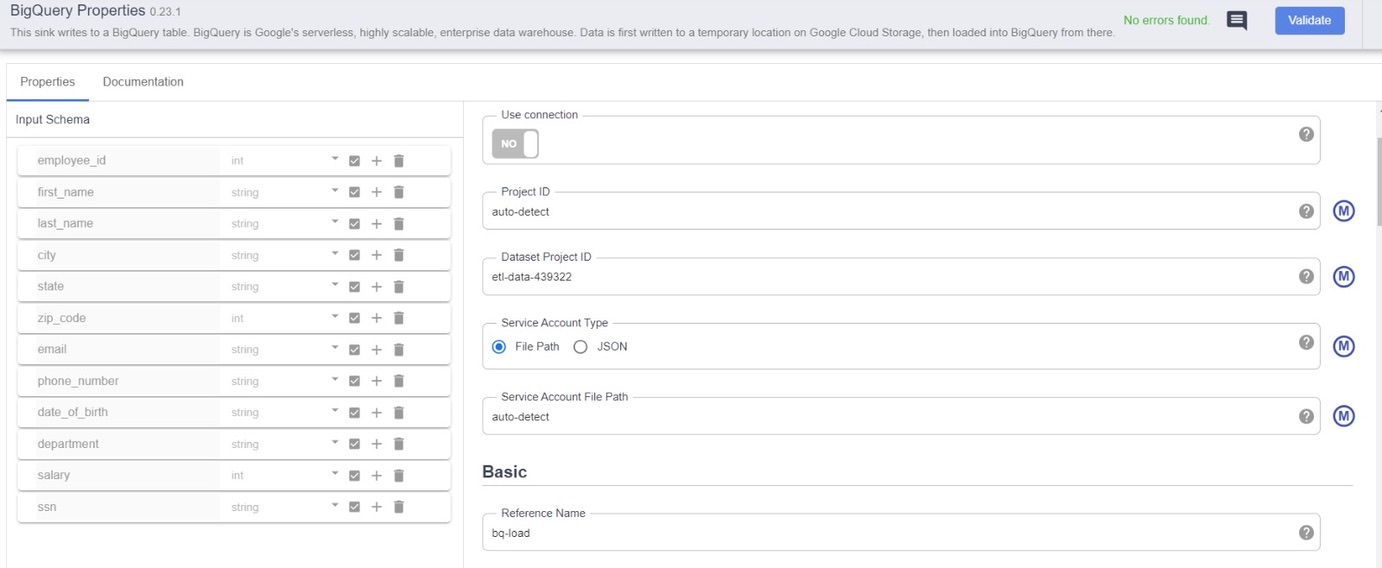 BigQuery Properties 0.23.1
No errors found.
Validate
This sink writes to a BigQuery table. BigQuery is Google's serverless, highly scalable, enterprise data warehouse. Data is first written to a temporary location on Google Cloud Storage, then loaded into BigQuery from there.
Properties Documentation
Input Schema
employee_id int
first_name string
last_name string
city string
state string
zip_code int
email string
phone_number string
date_of_birth string
department string
salary int
ssn string
Use connection
NO
?
Project ID
auto-detect
? M
Dataset Project ID
etl-data-439322
? M
Service Account Type
File Path JSON
? M
Service Account File Path
auto-detect
? M
Basic
Reference Name
bq-load
?